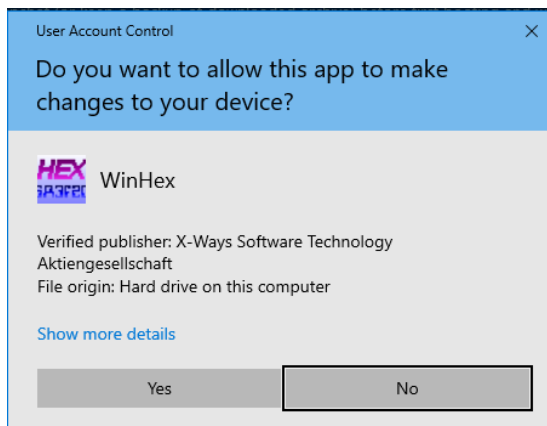 User Account Control
Do you want to allow this app to make
changes to your device?
HEX
WinHex
Verified publisher: X-Ways Software Technology
Aktiengesellschaft
File origin: Hard drive on this computer
Show more details
Yes
No